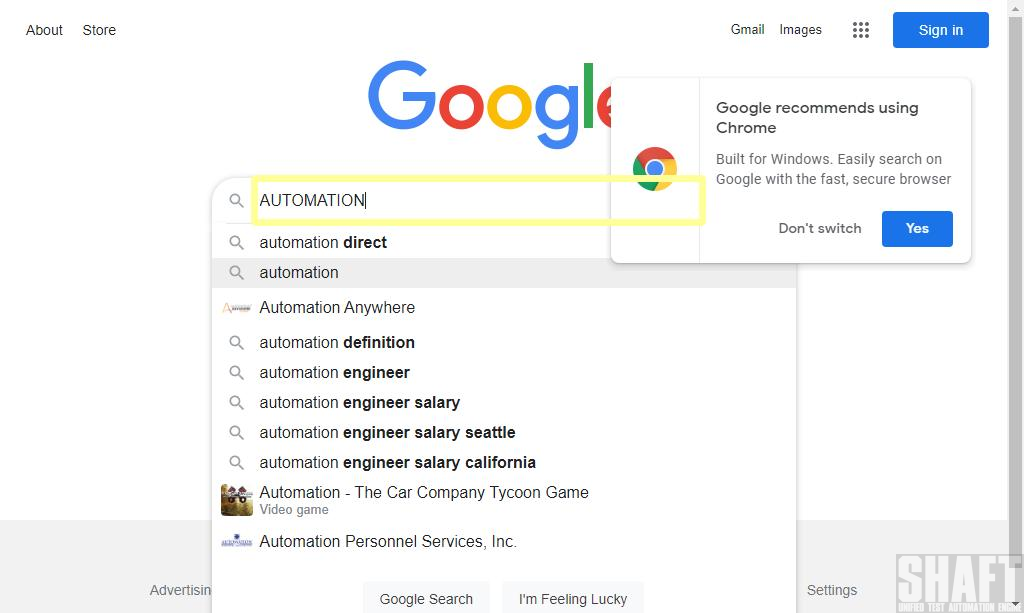 About
Store
Gmail
Images
Sign in
Google
Google recommends using
Chrome
Built for Windows. Easily search on
Google with the fast, secure browser
Don't switch
Yes
AUTOMATION
automation direct
automation
Automation Anywhere
automation definition
automation engineer
automation engineer salary
automation engineer salary seattle
automation engineer salary california
Automation - The Car Company Tycoon Game
Video game
Automation Personnel Services, Inc.
Google Search
I'm Feeling Lucky
Advertisin
Settings
SHAFT
UNIFIED TEST AUTOMATION ENGI